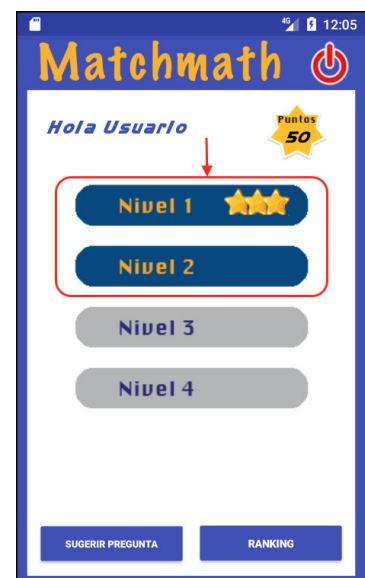 4G 12:05
Matchmath
Hola Usuario
Puntos
50
Nivel 1
Nivel 2
Nivel 3
Nivel 4
SUGERIR PREGUNTA
RANKING